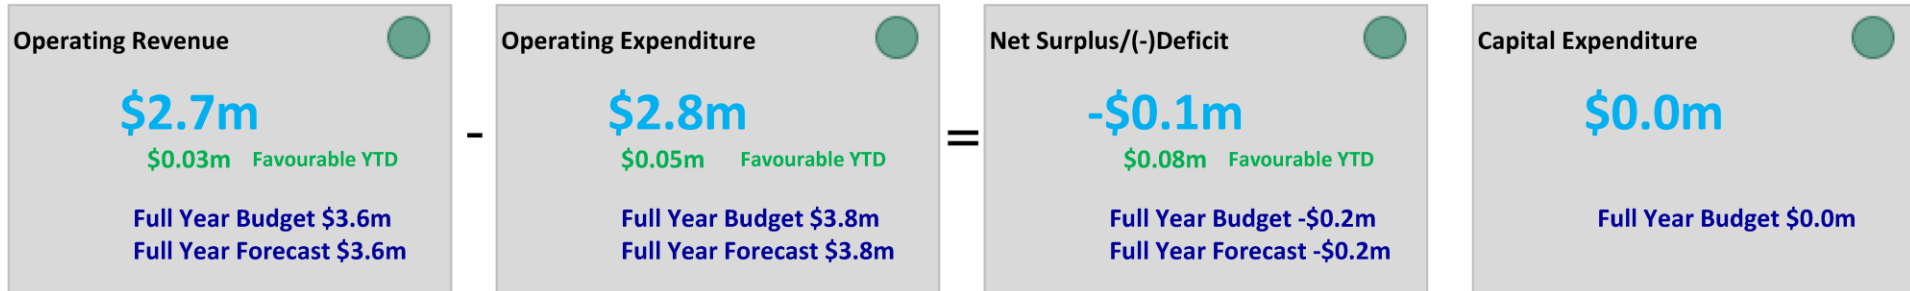 Operating Revenue
$2.7m
$0.03m Favourable YTD
Full Year Budget $3.6m
Full Year Forecast $3.6m
-
Operating Expenditure
$2.8m
$0.05m Favourable YTD
Full Year Budget $3.8m
Full Year Forecast $3.8m
=
Net Surplus/(-)Deficit
-$0.1m
$0.08m Favourable YTD
Full Year Budget -$0.2m
Full Year Forecast -$0.2m
Capital Expenditure
$0.0m
Full Year Budget $0.0m